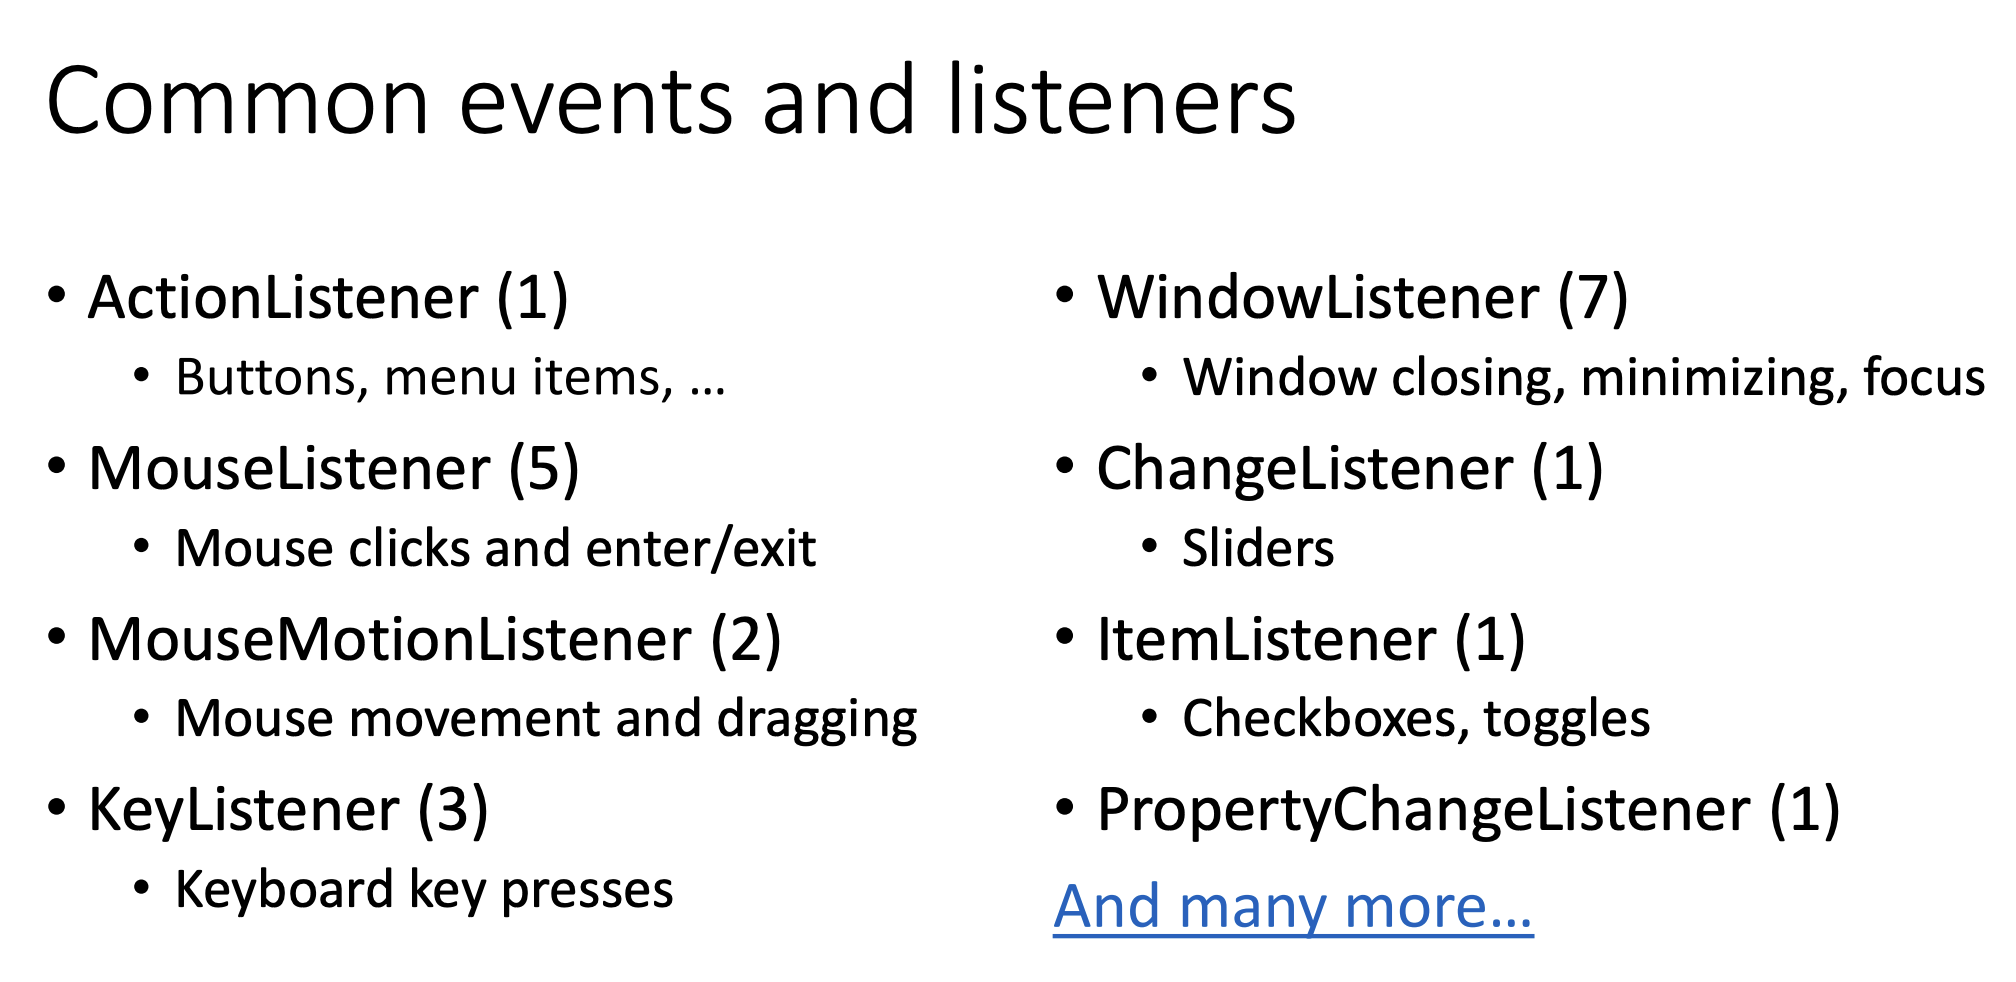 Common events and listeners
• ActionListener (1)
• Buttons, menu items, …
• MouseListener (5)
• Mouse clicks and enter/exit
• MouseMotionListener (2)
• Mouse movement and dragging
• KeyListener (3)
• Keyboard key presses
• WindowListener (7)
• Window closing, minimizing, focus
• ChangeListener (1)
• Sliders
• ItemListener (1)
• Checkboxes, toggles
• PropertyChangeListener (1)
And many more…